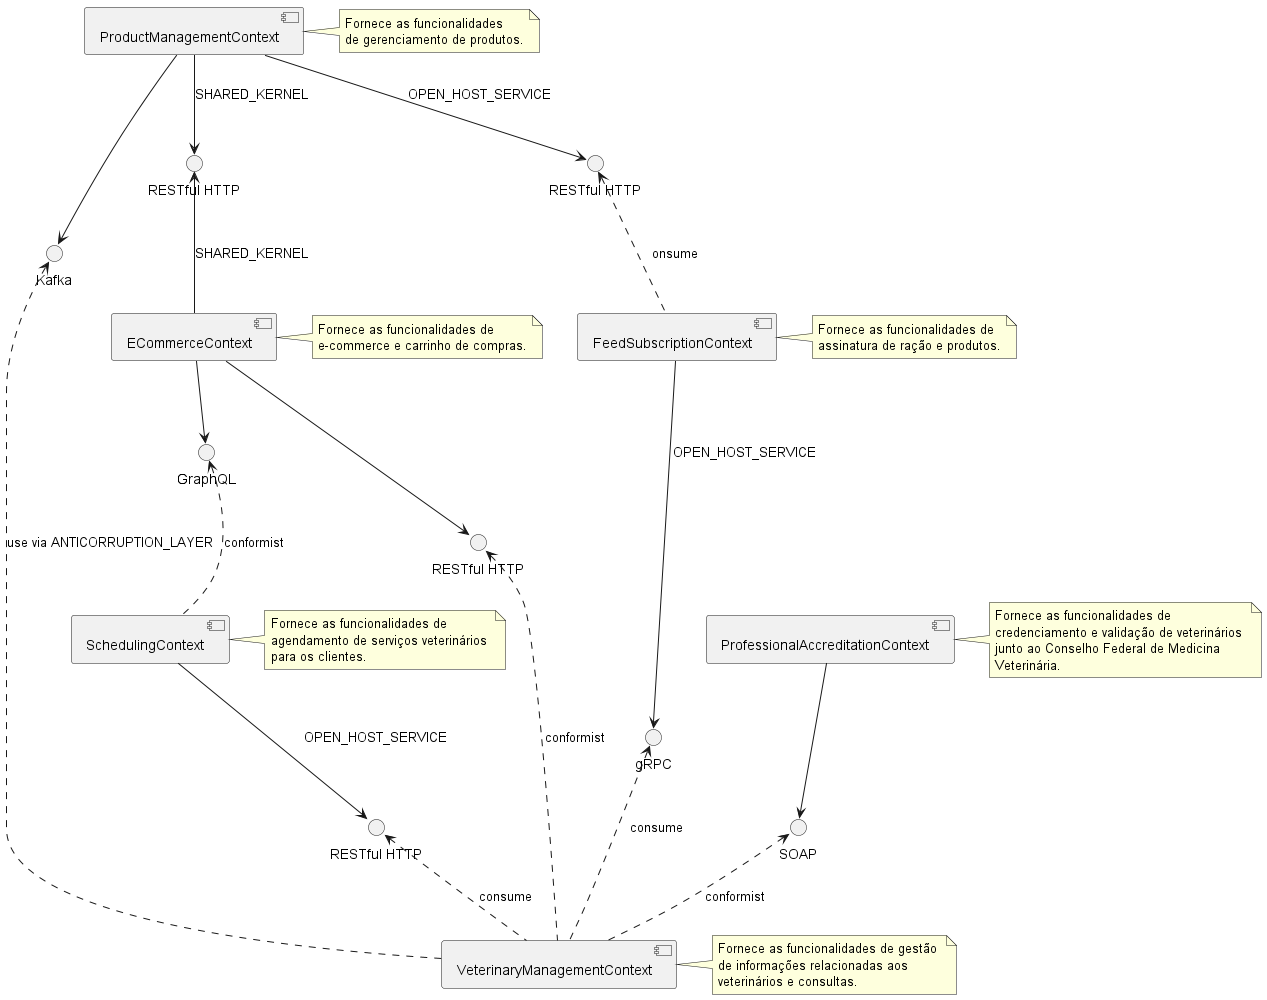 ProductManagementContext
Fornece as funcionalidades
de gerenciamento de produtos.
SHARED_KERNEL
OPEN_HOST_SERVICE
RESTful HTTP
RESTful HTTP
SHARED_KERNEL
onsume
Kafka
ECommerceContext
Fornece as funcionalidades de
e-commerce e carrinho de compras.
FeedSubscriptionContext
Fornece as funcionalidades de
assinatura de ração e produtos.
OPEN_HOST_SERVICE
GraphQL
use via ANTICORRUPTION_LAYER
conformist
RESTful HTTP
SchedulingContext
Fornece as funcionalidades de
agendamento de serviços veterinários
para os clientes.
ProfessionalAccreditationContext
Fornece as funcionalidades de
credenciamento e validação de veterinários
junto ao Conselho Federal de Medicina
Veterinária.
OPEN_HOST_SERVICE
conformist
gRPC
consume
RESTful HTTP
SOAP
consume
conformist
VeterinaryManagementContext
Fornece as funcionalidades de gestão
de informações relacionadas aos
veterinários e consultas.